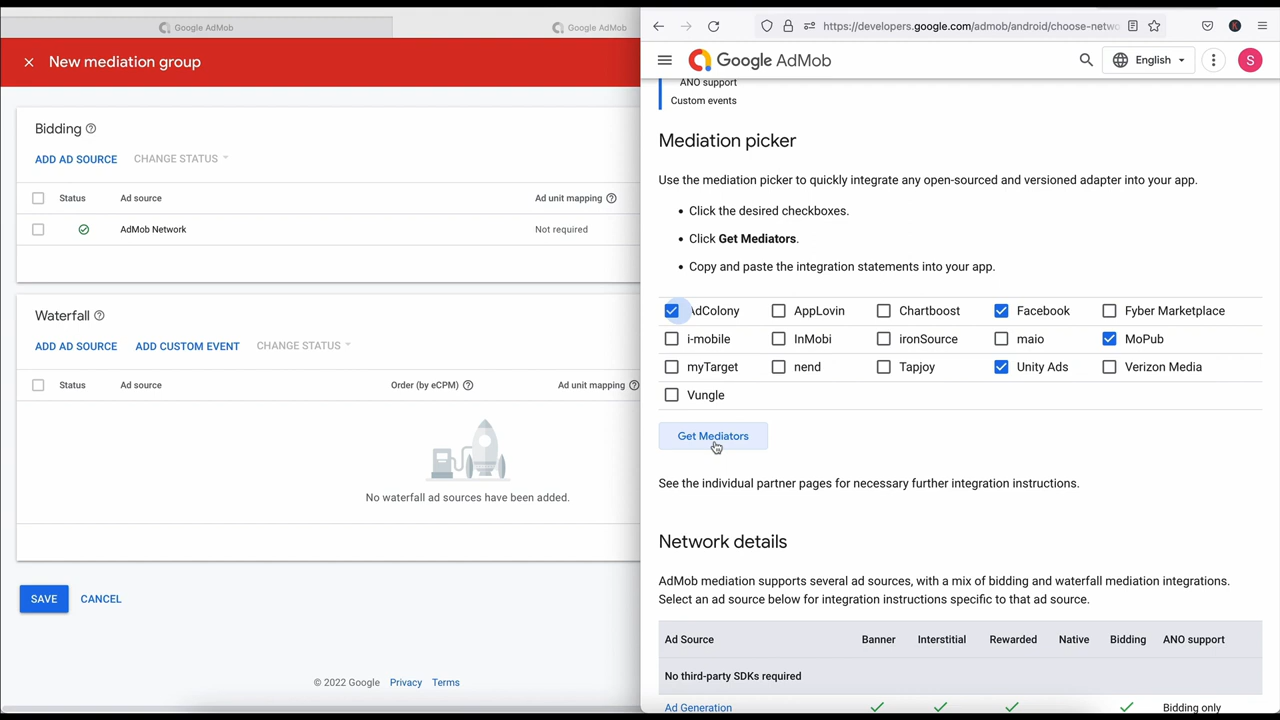 Google AdMob
Google AdMob
New mediation group
Bidding
ADD AD SOURCE CHANGE STATUS
Status Ad source Ad unit mapping
AdMob Network Not required
Waterfall
ADD AD SOURCE ADD CUSTOM EVENT CHANGE STATUS
Status Ad source Order (by eCPM) Ad unit mapping
No waterfall ad sources have been added.
SAVE CANCEL
© 2022 Google Privacy Terms
https://developers.google.com/admob/android/choose-netwo
Google AdMob English S
ANO support
Custom events
Mediation picker
Use the mediation picker to quickly integrate any open-sourced and versioned adapter into your app.
• Click the desired checkboxes.
• Click Get Mediators.
• Copy and paste the integration statements into your app.
AdColony AppLovin Chartboost Facebook Fyber Marketplace
i-mobile InMobi ironSource maio MoPub
myTarget nend Tapjoy Unity Ads Verizon Media
Vungle
Get Mediators
See the individual partner pages for necessary further integration instructions.
Network details
AdMob mediation supports several ad sources, with a mix of bidding and waterfall mediation integrations.
Select an ad source below for integration instructions specific to that ad source.
Ad Source Banner Interstitial Rewarded Native Bidding ANO support
No third-party SDKs required
Ad Generation Bidding only